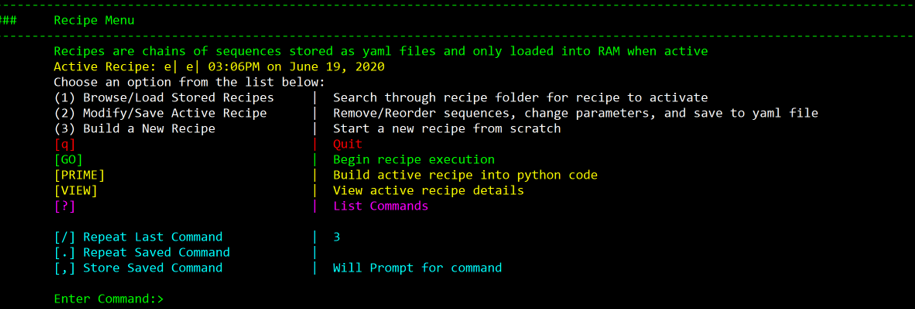 ###     Recipe Menu
Recipes are chains of sequences stored as yaml files and only loaded into RAM when active
Active Recipe: e| e| 03:06PM on June 19, 2020
Choose an option from the list below:
(1) Browse/Load Stored Recipes | Search through recipe folder for recipe to activate
(2) Modify/Save Active Recipe | Remove/Reorder sequences, change parameters, and save to yaml file
(3) Build a New Recipe | Start a new recipe from scratch
[q] | Quit
[GO] | Begin recipe execution
[PRIME] | Build active recipe into python code
[VIEW] | View active recipe details
[?] | List Commands
[/] Repeat Last Command | 3
[.] Repeat Saved Command |
[,] Store Saved Command | Will Prompt for command
Enter Command:>